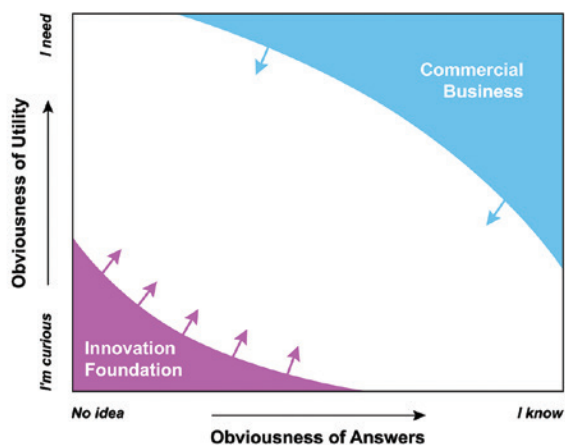 I need
Commercial
Business
Obviousness of Utility
I'm curious
Innovation
Foundation
No idea
I know
Obviousness of Answers